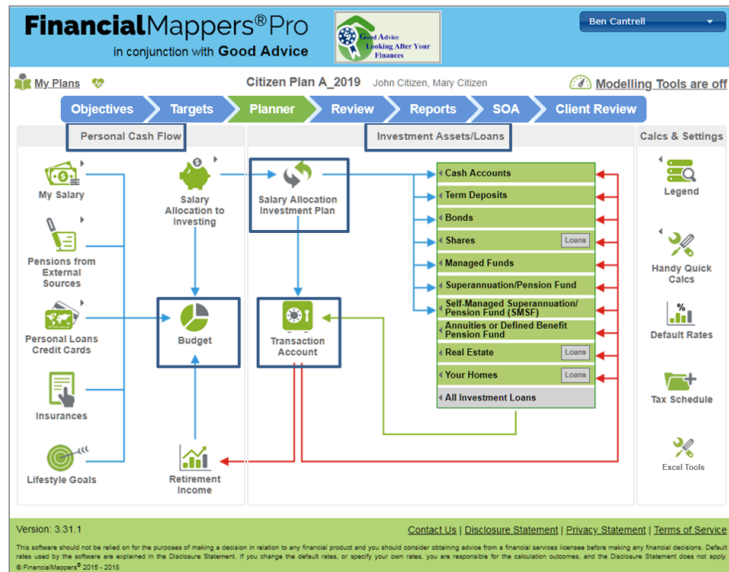 FinancialMappers®Pro
in conjunction with Good Advice
Good Advice
Looking After Your
Finances
Ben Cantrell
My Plans
Citizen Plan A_2019 John Citizen, Mary Citizen
Modelling Tools are off
Objectives
Targets
Planner
Review
Reports
SOA
Client Review
Personal Cash Flow
Investment Assets/Loans
Calcs & Settings
My Salary
Salary
Allocation to
Investing
Salary Allocation
Investment Plan
Pensions from
External
Sources
Personal Loans
Credit Cards
Budget
Transaction
Account
Insurances
Lifestyle Goals
Retirement
Income
Cash Accounts
Term Deposits
Bonds
Shares Loans
Managed Funds
Superannuation/Pension Fund
Self-Managed Superannuation/
Pension Fund (SMSF)
Annuities or Defined Benefit
Pension Fund
Real Estate Loans
Your Homes Loans
All Investment Loans
Legend
Handy Quick
Calcs
%
Default Rates
Tax Schedule
Excel Tools
Version: 3.31.1
Contact Us | Disclosure Statement | Privacy Statement | Terms of Service
This software should not be relied on for the purposes of making a decision in relation to any financial product and you should consider obtaining advice from a financial services licensee before making any financial decisions. Default
rates used by the software are explained in the Disclosure Statement. If you change the default rates, or specify your own rates, you are responsible for the calculation outcomes, and the Disclosure Statement does not apply.
© FinancialMappers® 2015 - 2018